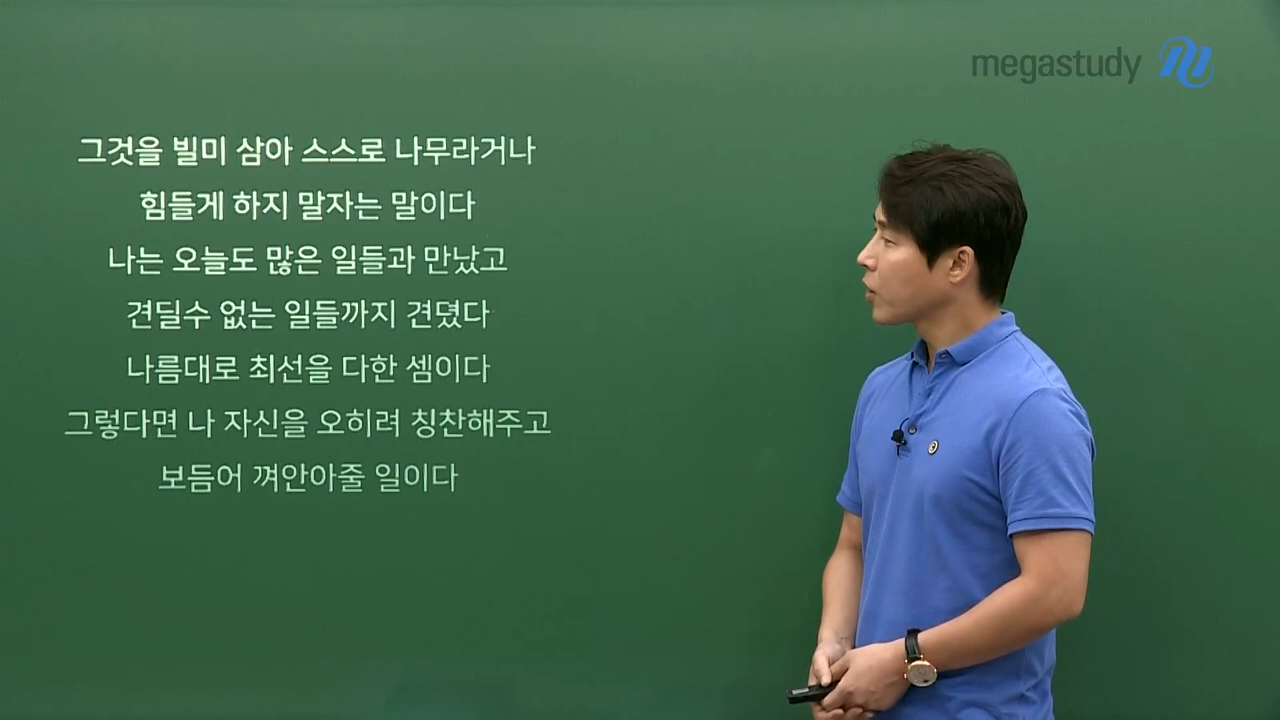 megastudy
그것을 빌미 삼아 스스로 나무라거나
힘들게 하지 말자는 말이다
나는 오늘도 많은 일들과 만났고
견딜수 없는 일들까지 견뎠다
나름대로 최선을 다한 셈이다
그렇다면 나 자신을 오히려 칭찬해주고
보듬어 껴안아줄 일이다